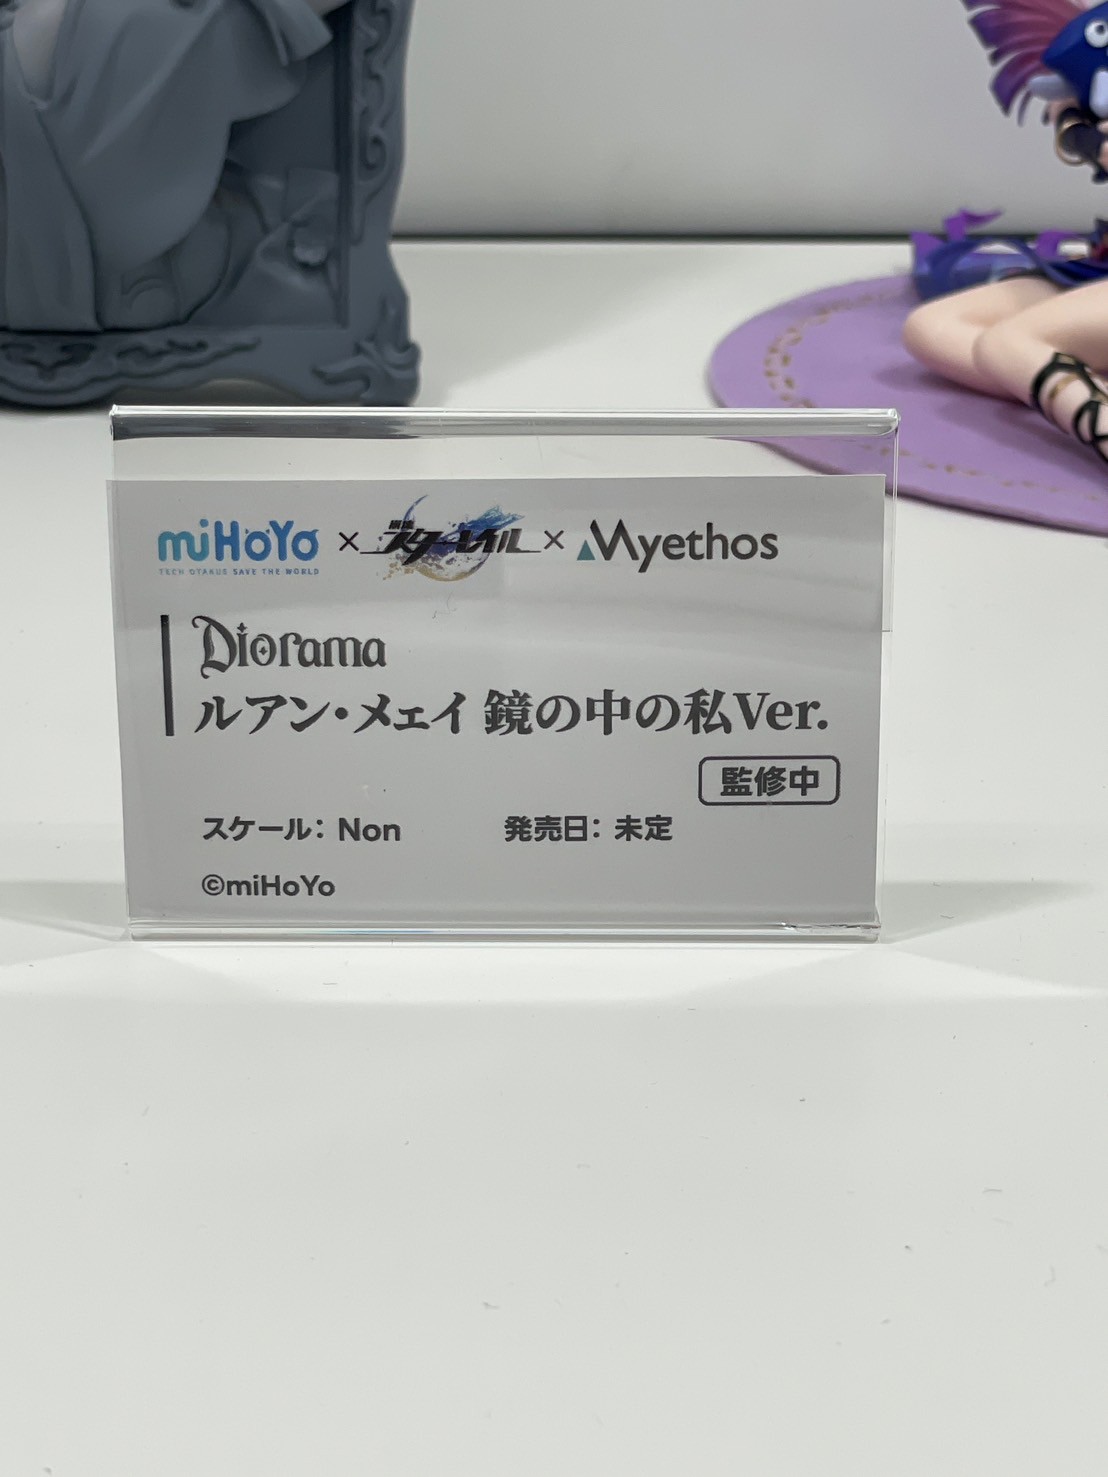 miHoYo × 崩壊 スターレイル × Myethos
TECH OTAKUS SAVE THE WORLD
Diorama
ルアン・メェイ 鏡の中の私Ver.
監修中
スケール： Non 発売日： 未定
©miHoYo